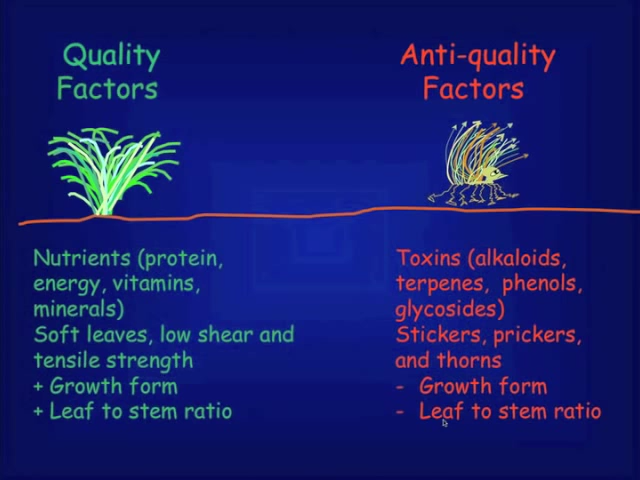 Quality
Factors
Nutrients (protein,
energy, vitamins,
minerals)
Soft leaves, low shear and
tensile strength
+ Growth form
+ Leaf to stem ratio
Anti-quality
Factors
Toxins (alkaloids,
terpenes, phenols,
glycosides)
Stickers, prickers,
and thorns
- Growth form
- Leaf to stem ratio